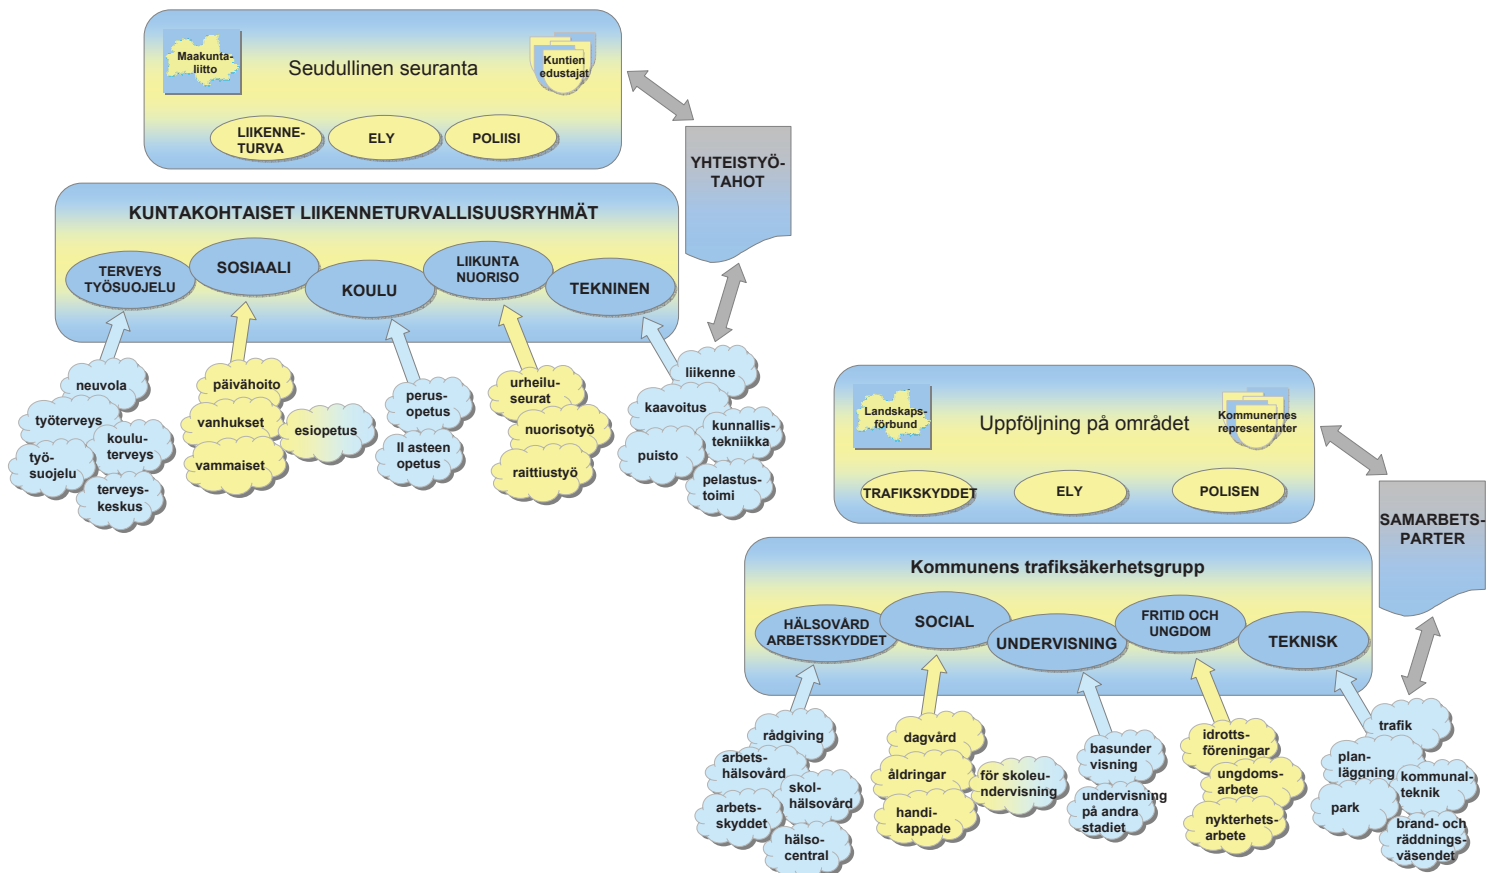 Maakunta-
liitto
Seudullinen seuranta
Kuntien
edustajat
LIIKENNE-
TURVA
ELY
POLIISI
YHTEISTYÖ-
TAHOT
KUNTAKOHTAISET LIIKENNETURVALLISUUSRYHMÄT
TERVEYS
TYÖSUOJELU
SOSIAALI
KOULU
LIIKUNTA
NUORISO
TEKNINEN
neuvola
työterveys
koulu-
terveys
työ-
suojelu
terveys-
keskus
päivähoito
vanhukset
vammaiset
esiopetus
perus-
opetus
II asteen
opetus
urheilu-
seurat
nuorisotyö
raittiustyö
liikenne
kaavoitus
kunnallis-
tekniikka
puisto
pelastus-
toimi
Landskaps-
förbund
Uppföljning på området
Kommunernes
representanter
TRAFIKSKYDDET
ELY
POLISEN
SAMARBETS-
PARTER
Kommunens trafiksäkerhetsgrupp
HÄLSOVÅRD
ARBETSSKYDDET
SOCIAL
UNDERVISNING
FRITID OCH
UNGDOM
TEKNISK
rådgiving
arbets-
hälsovård
skol-
hälsovård
arbets-
skyddet
hälso-
central
dagvård
åldringar
handi-
kappade
för skoleu-
ndervisning
basunder
visning
undervisning
på andra
stadiet
idrotts-
föreningar
ungdoms-
arbete
nykterhets-
arbete
trafik
plan-
läggning
kommunal-
teknik
park
brand- och
räddnings-
väsendet